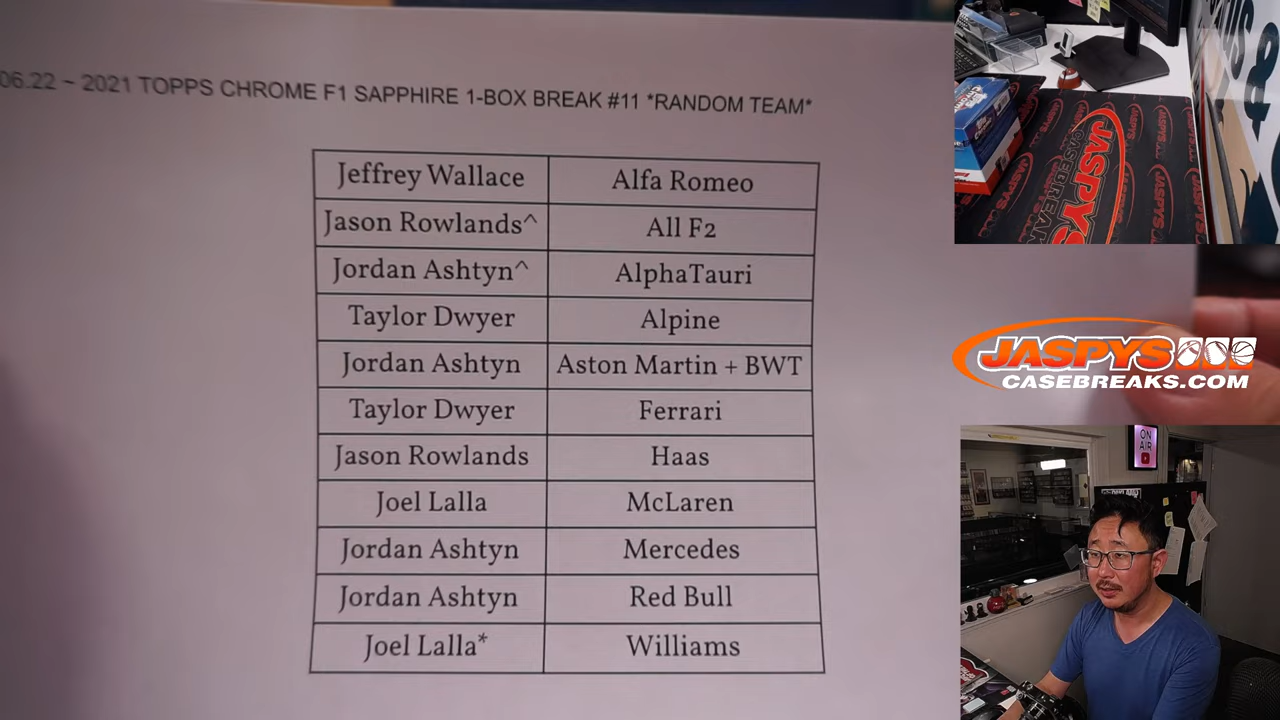 06.22 ~ 2021 TOPPS CHROME F1 SAPPHIRE 1-BOX BREAK #11 *RANDOM TEAM*
Jeffrey Wallace Alfa Romeo
Jason Rowlands^ All F2
Jordan Ashtyn^ AlphaTauri
Taylor Dwyer Alpine
Jordan Ashtyn Aston Martin + BWT
Taylor Dwyer Ferrari
Jason Rowlands Haas
Joel Lalla McLaren
Jordan Ashtyn Mercedes
Jordan Ashtyn Red Bull
Joel Lalla* Williams
JASPYS
CASEBREAKS.COM
JASPYS
ON
AIR